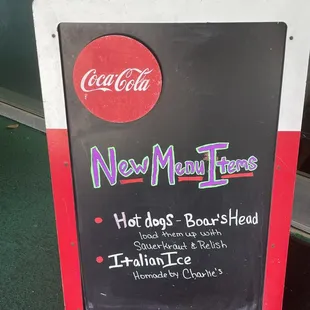 Coca-Cola
New Menu Items
Hot dogs - Boar's Head
load them up with
Sauerkraut & Relish
Italian Ice
Homade by Charlie's